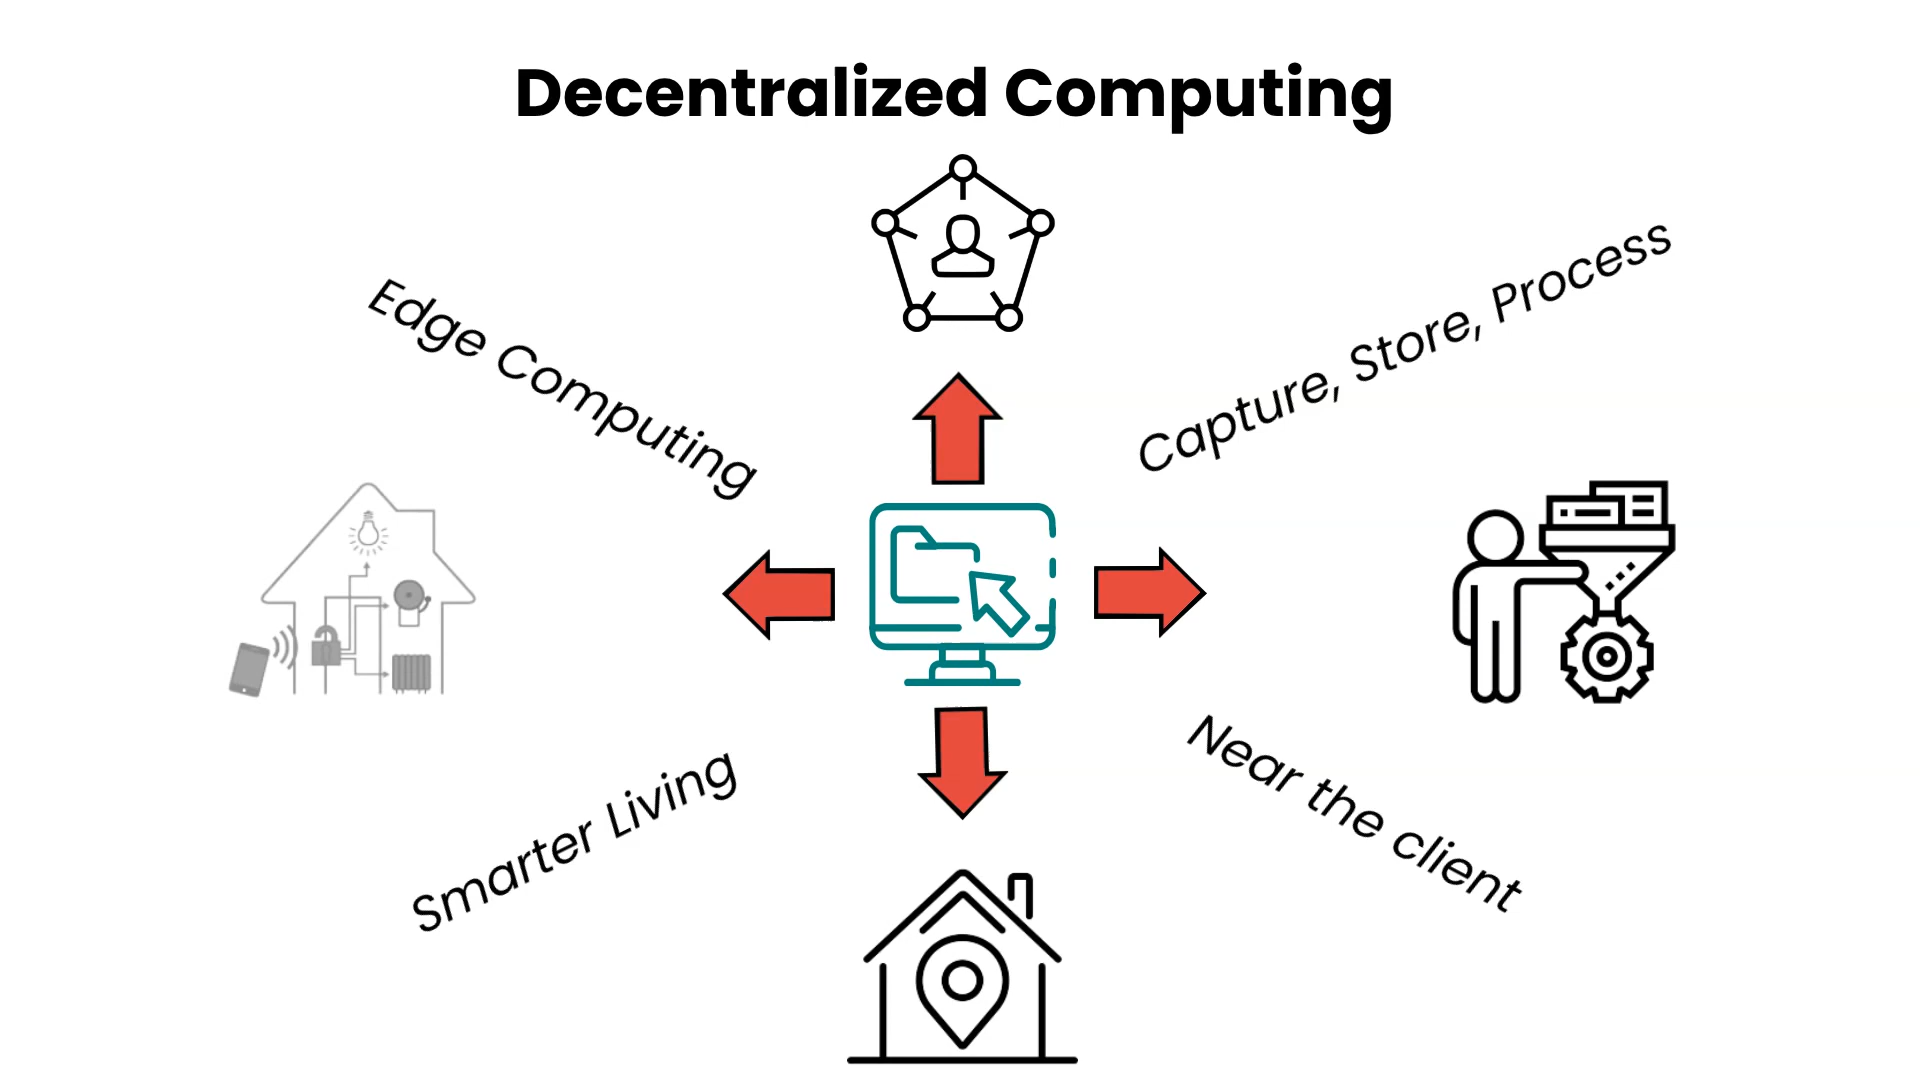 Decentralized Computing
Edge Computing
Capture, Store, Process
Smarter Living
Near the client